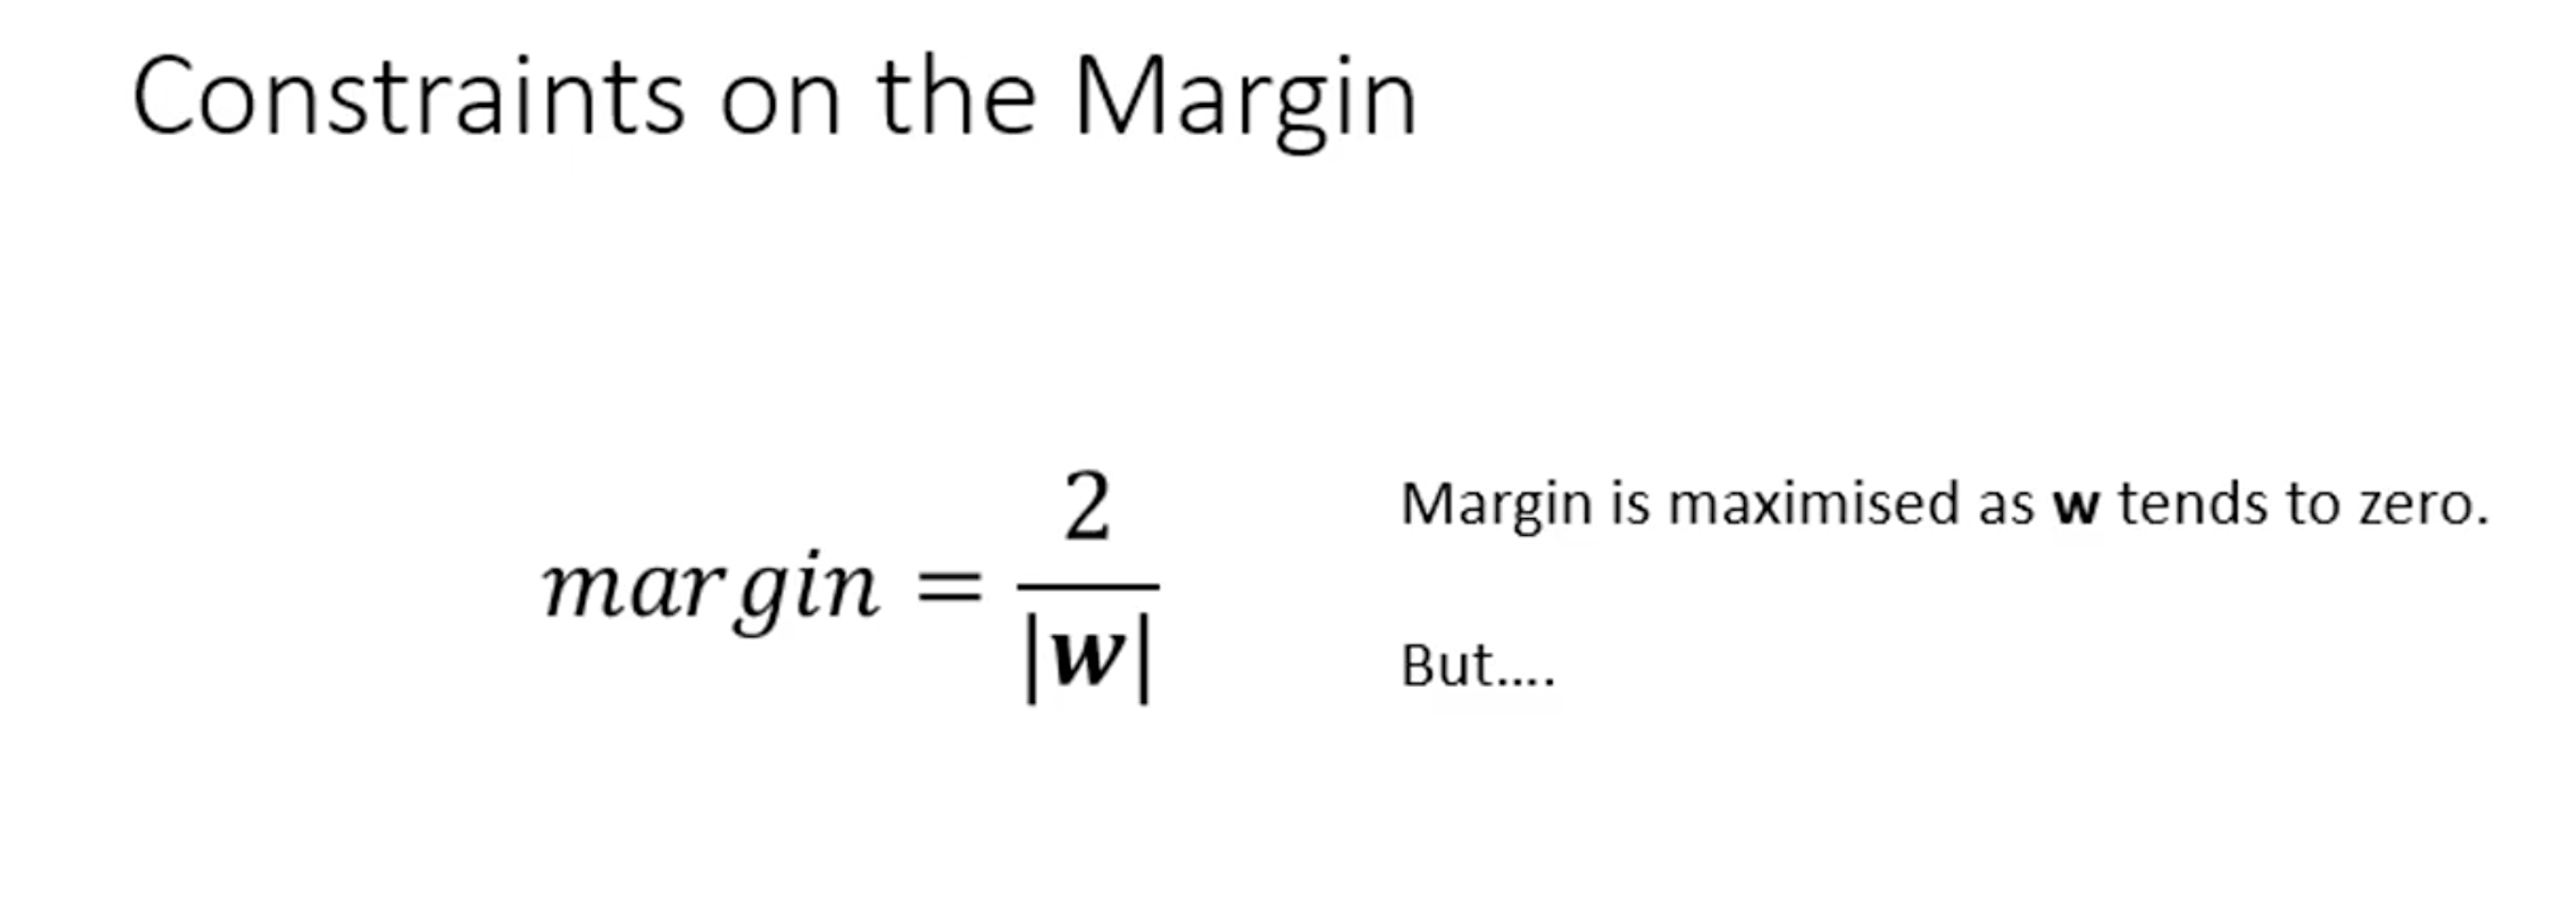 Constraints on the Margin
margin = 2 / |w|
Margin is maximised as w tends to zero.
But....